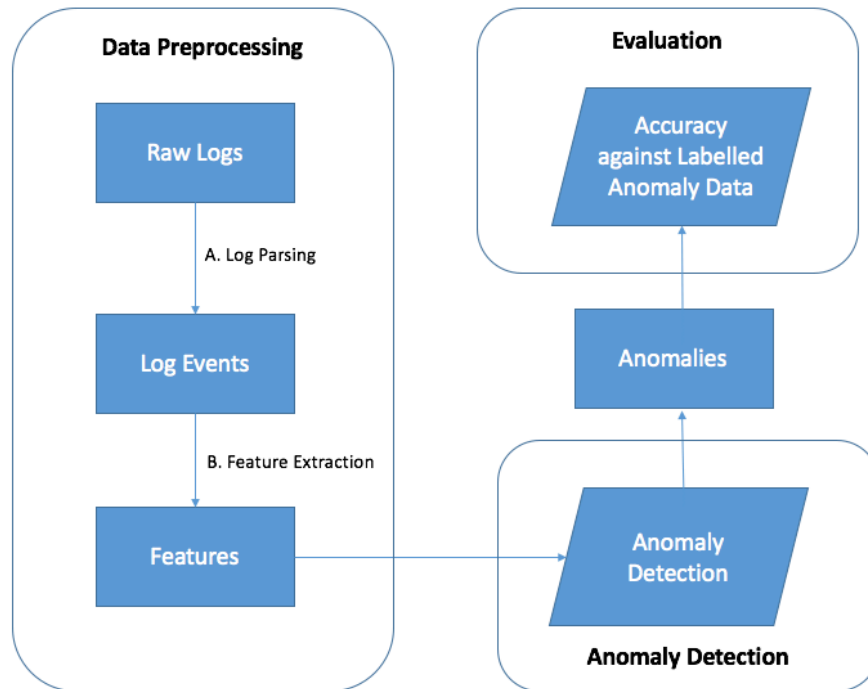 Data Preprocessing
Raw Logs
A. Log Parsing
Log Events
B. Feature Extraction
Features
Evaluation
Accuracy
against Labelled
Anomaly Data
Anomalies
Anomaly
Detection
Anomaly Detection